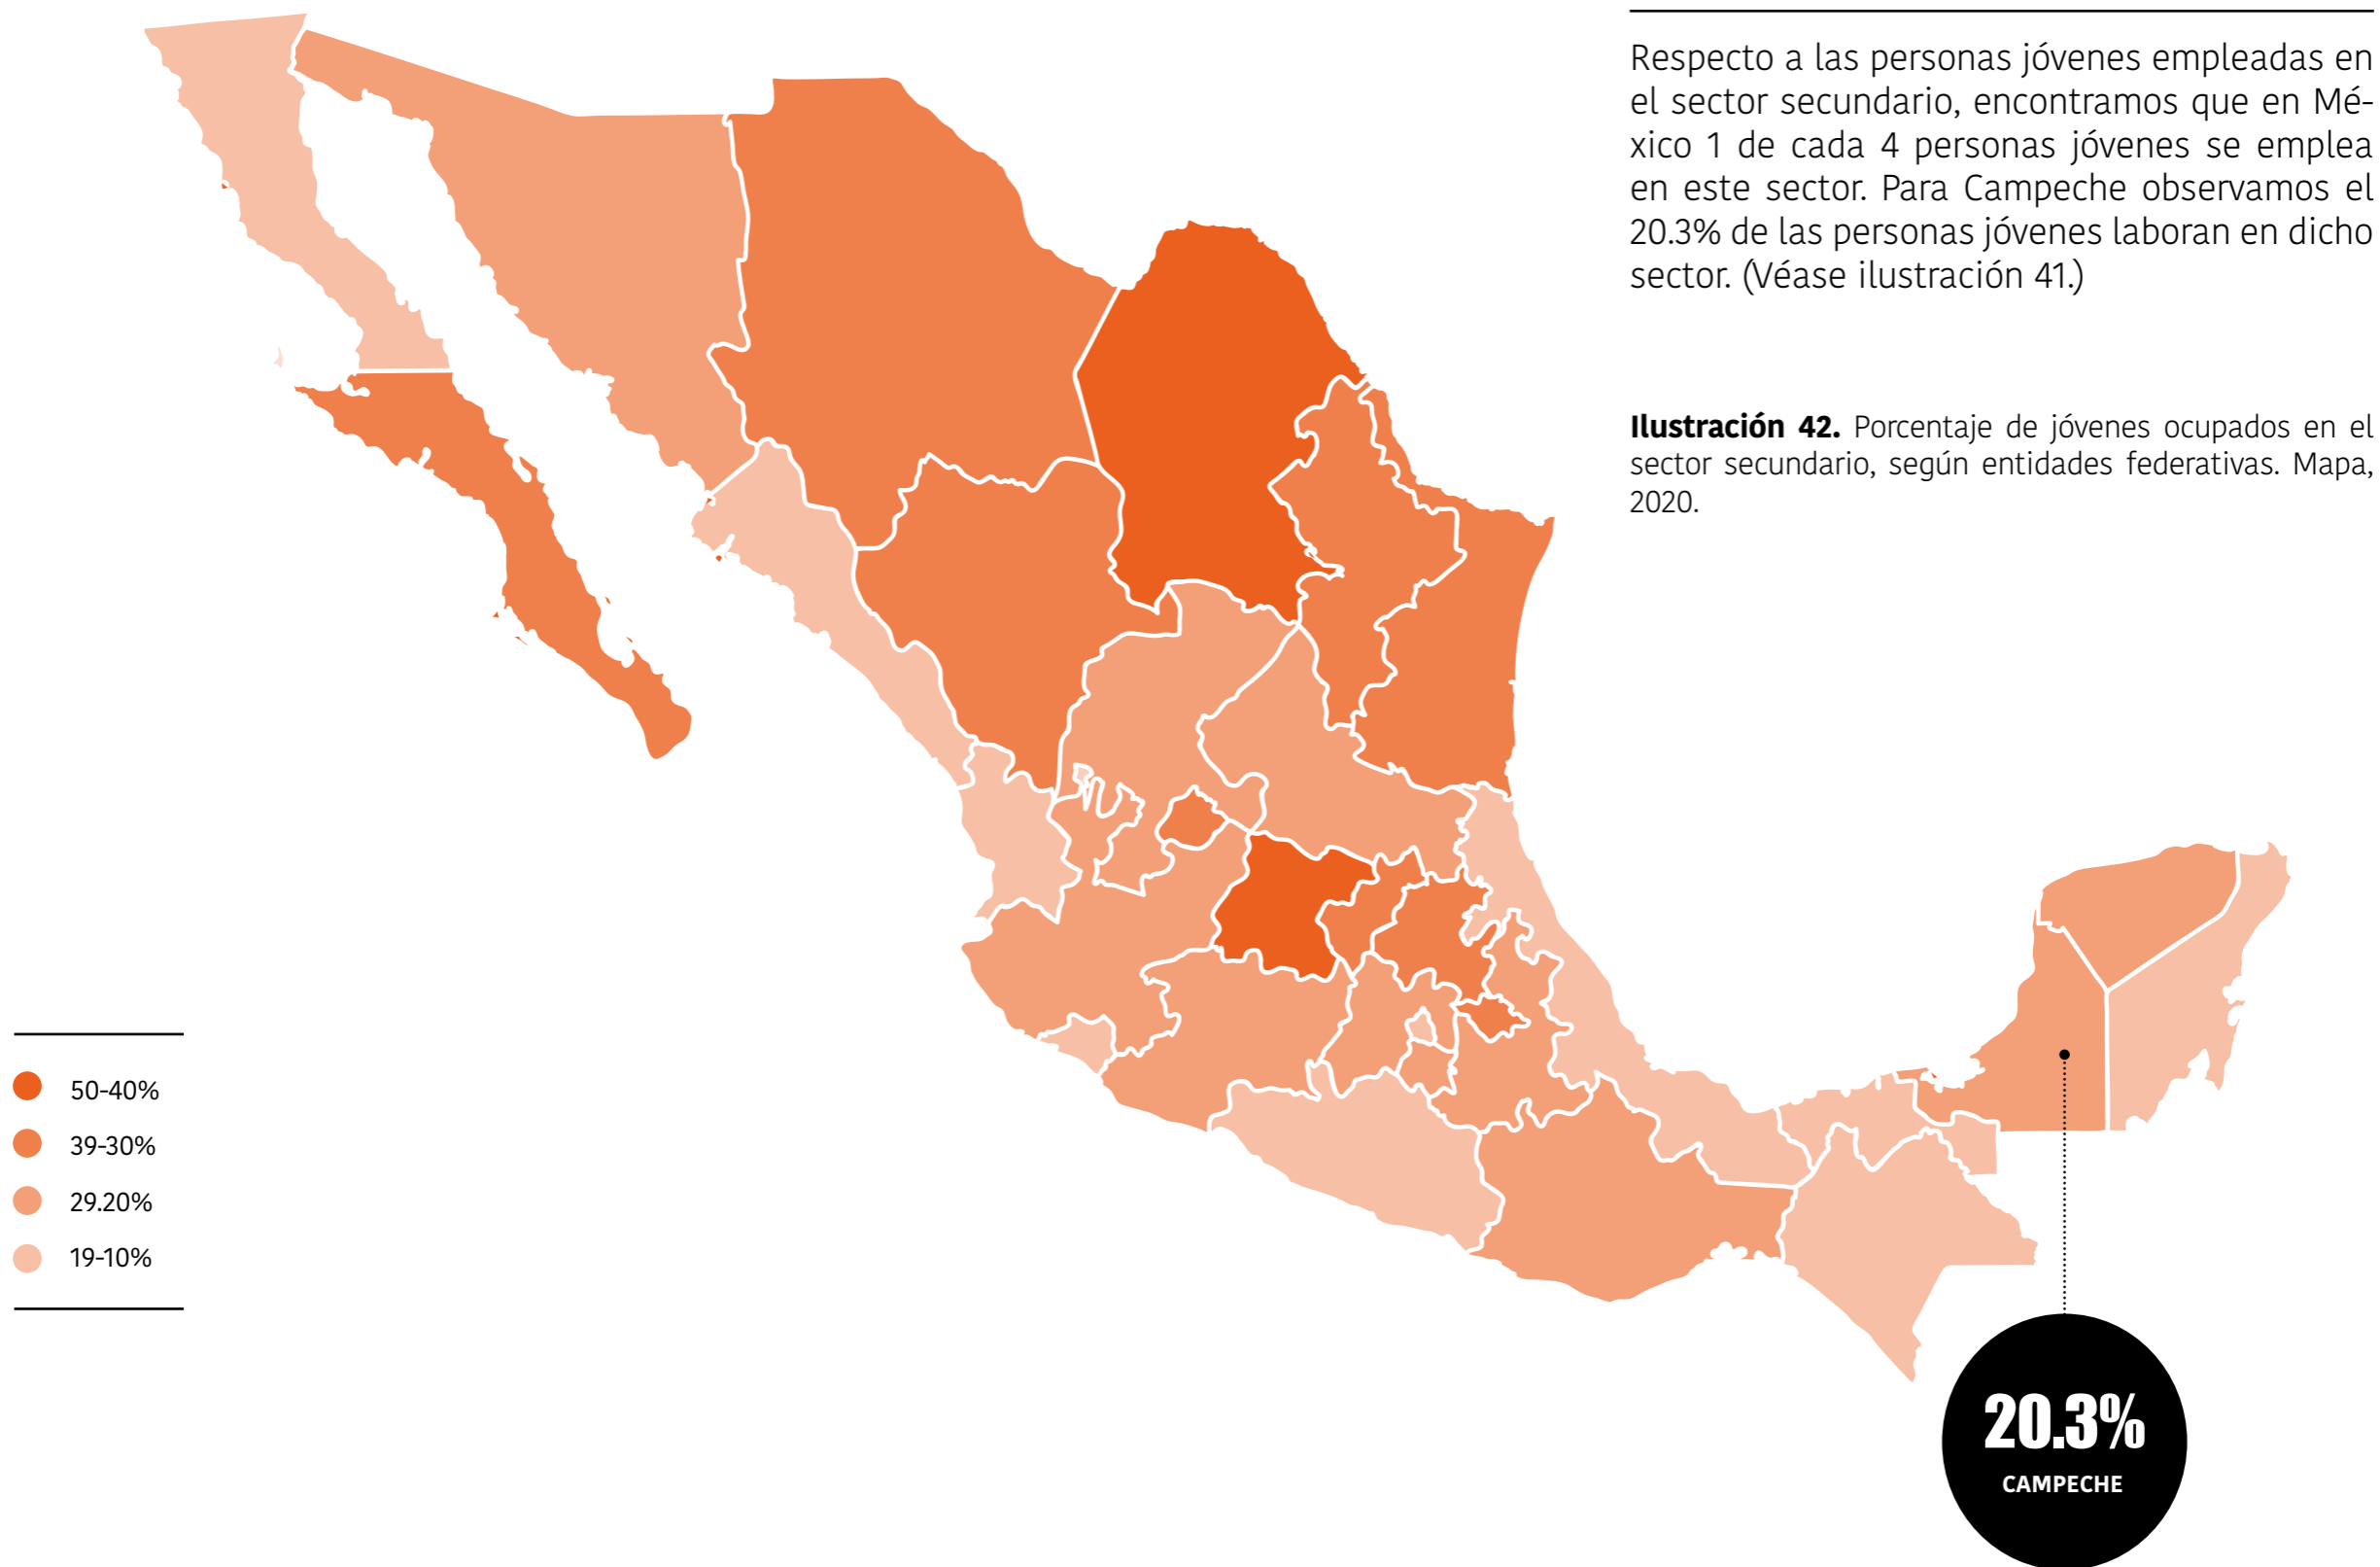 Respecto a las personas jóvenes empleadas en
el sector secundario, encontramos que en Mé-
xico 1 de cada 4 personas jóvenes se emplea
en este sector. Para Campeche observamos el
20.3% de las personas jóvenes laboran en dicho
sector. (Véase ilustración 41.)
Ilustración 42. Porcentaje de jóvenes ocupados en el
sector secundario, según entidades federativas. Mapa,
2020.
50-40%
39-30%
29.20%
19-10%
20.3%
CAMPECHE